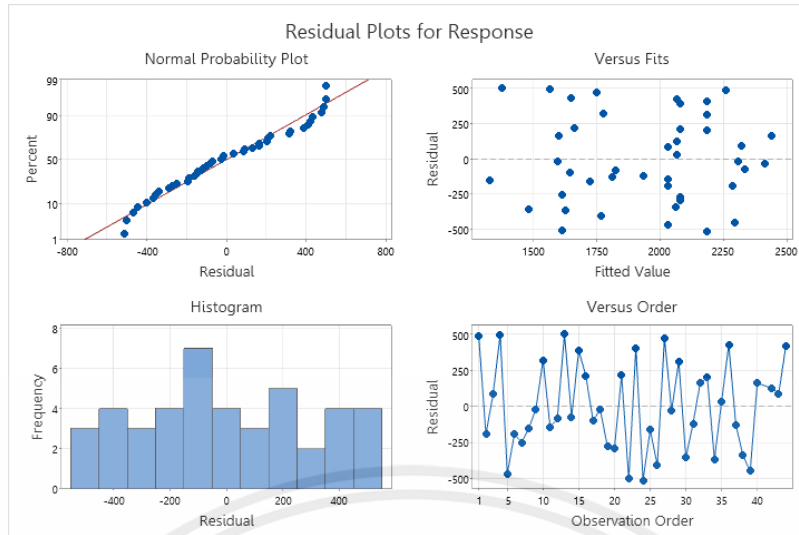 Residual Plots for Response
Normal Probability Plot
99
90
50
10
1
Percent
-800 -400 0 400 800
Residual
Versus Fits
500
250
0
-250
-500
Residual
1500 1750 2000 2250 2500
Fitted Value
Histogram
8
6
4
2
0
Frequency
-400 -200 0 200 400
Residual
Versus Order
500
250
0
-250
-500
Residual
1 5 10 15 20 25 30 35 40
Observation Order